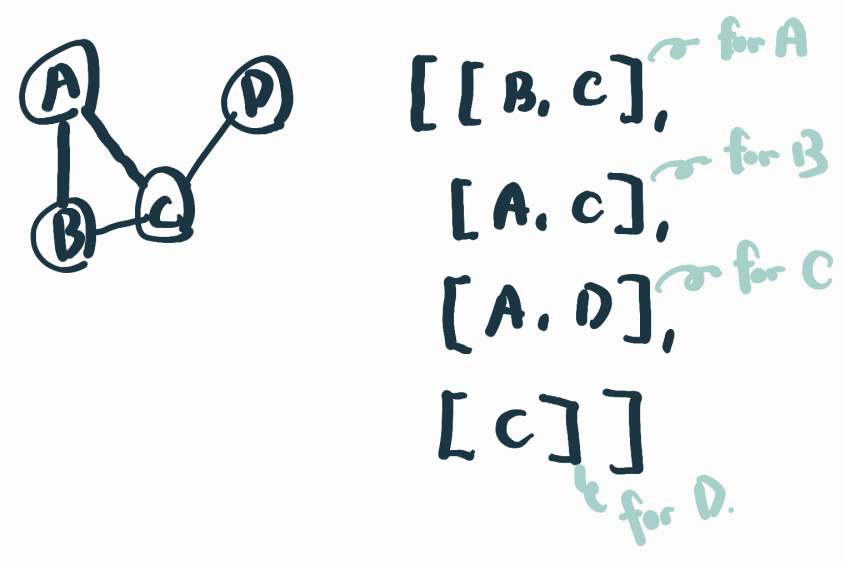 A
D
B
C
[ [ B, C ],
for A
[ A, C ],
for B
[ A, D ],
for C
[ C ] ]
for D.